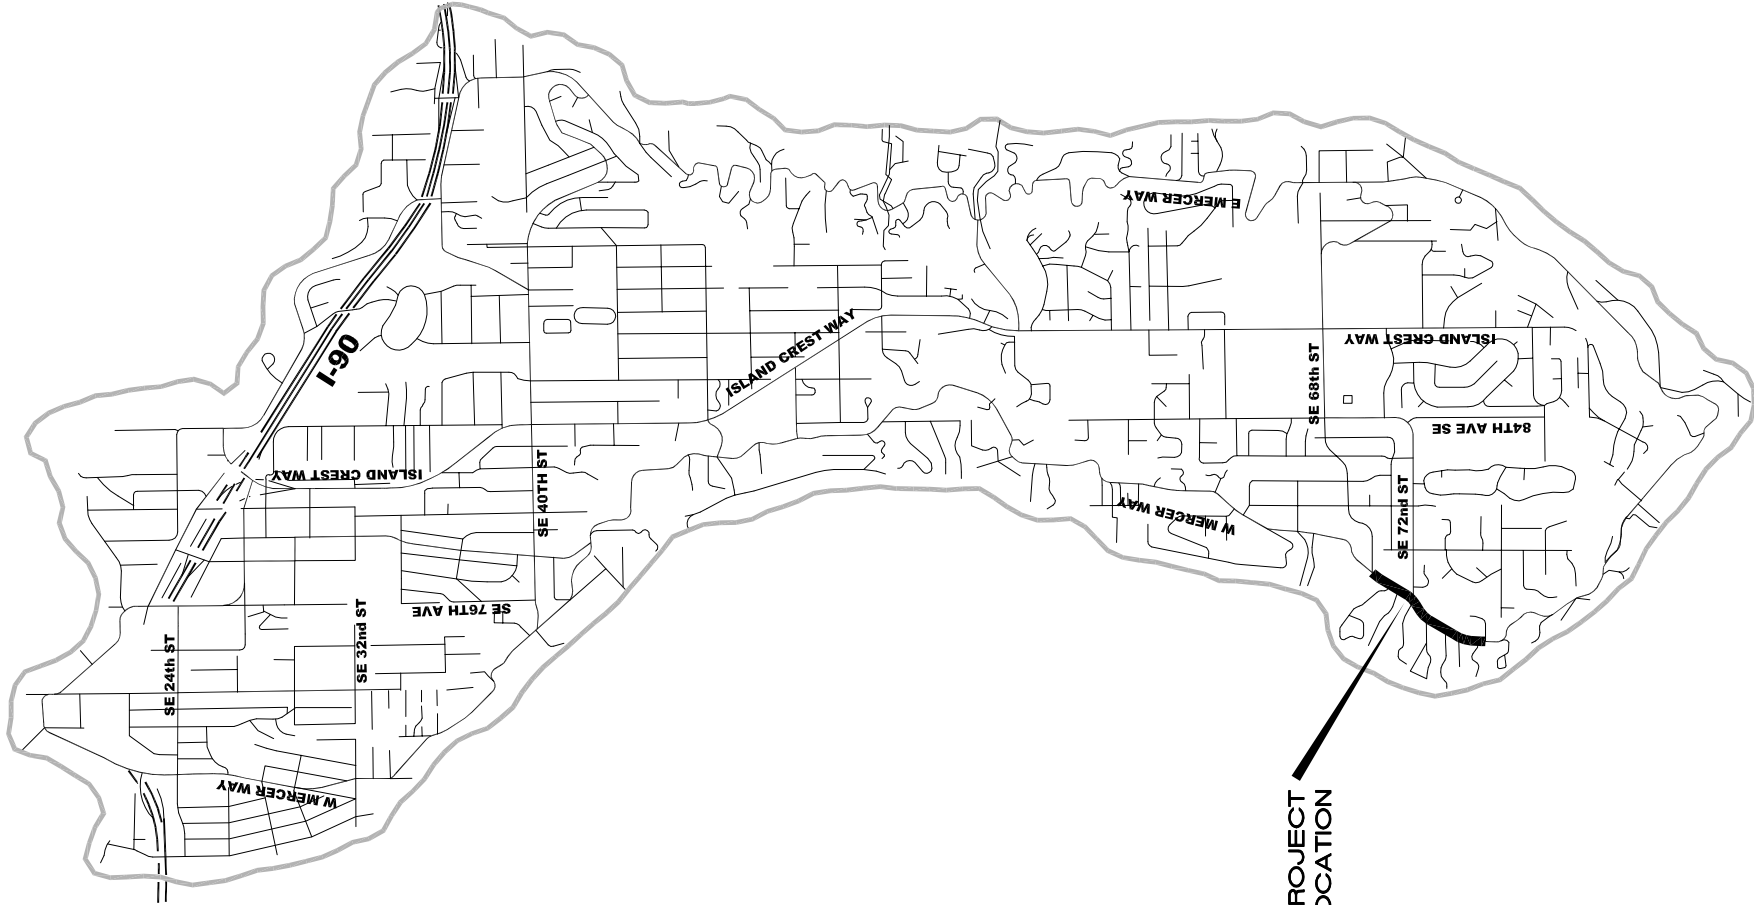 E MERCER WAY
I-90
ISLAND CREST WAY
ISLAND CREST WAY
SE 68th ST
84TH AVE SE
ISLAND CREST WAY
SE 40TH ST
W MERCER WAY
SE 72nd ST
SE 76TH AVE
SE 32nd ST
SE 24th ST
W MERCER WAY
ROJECT
OCATION